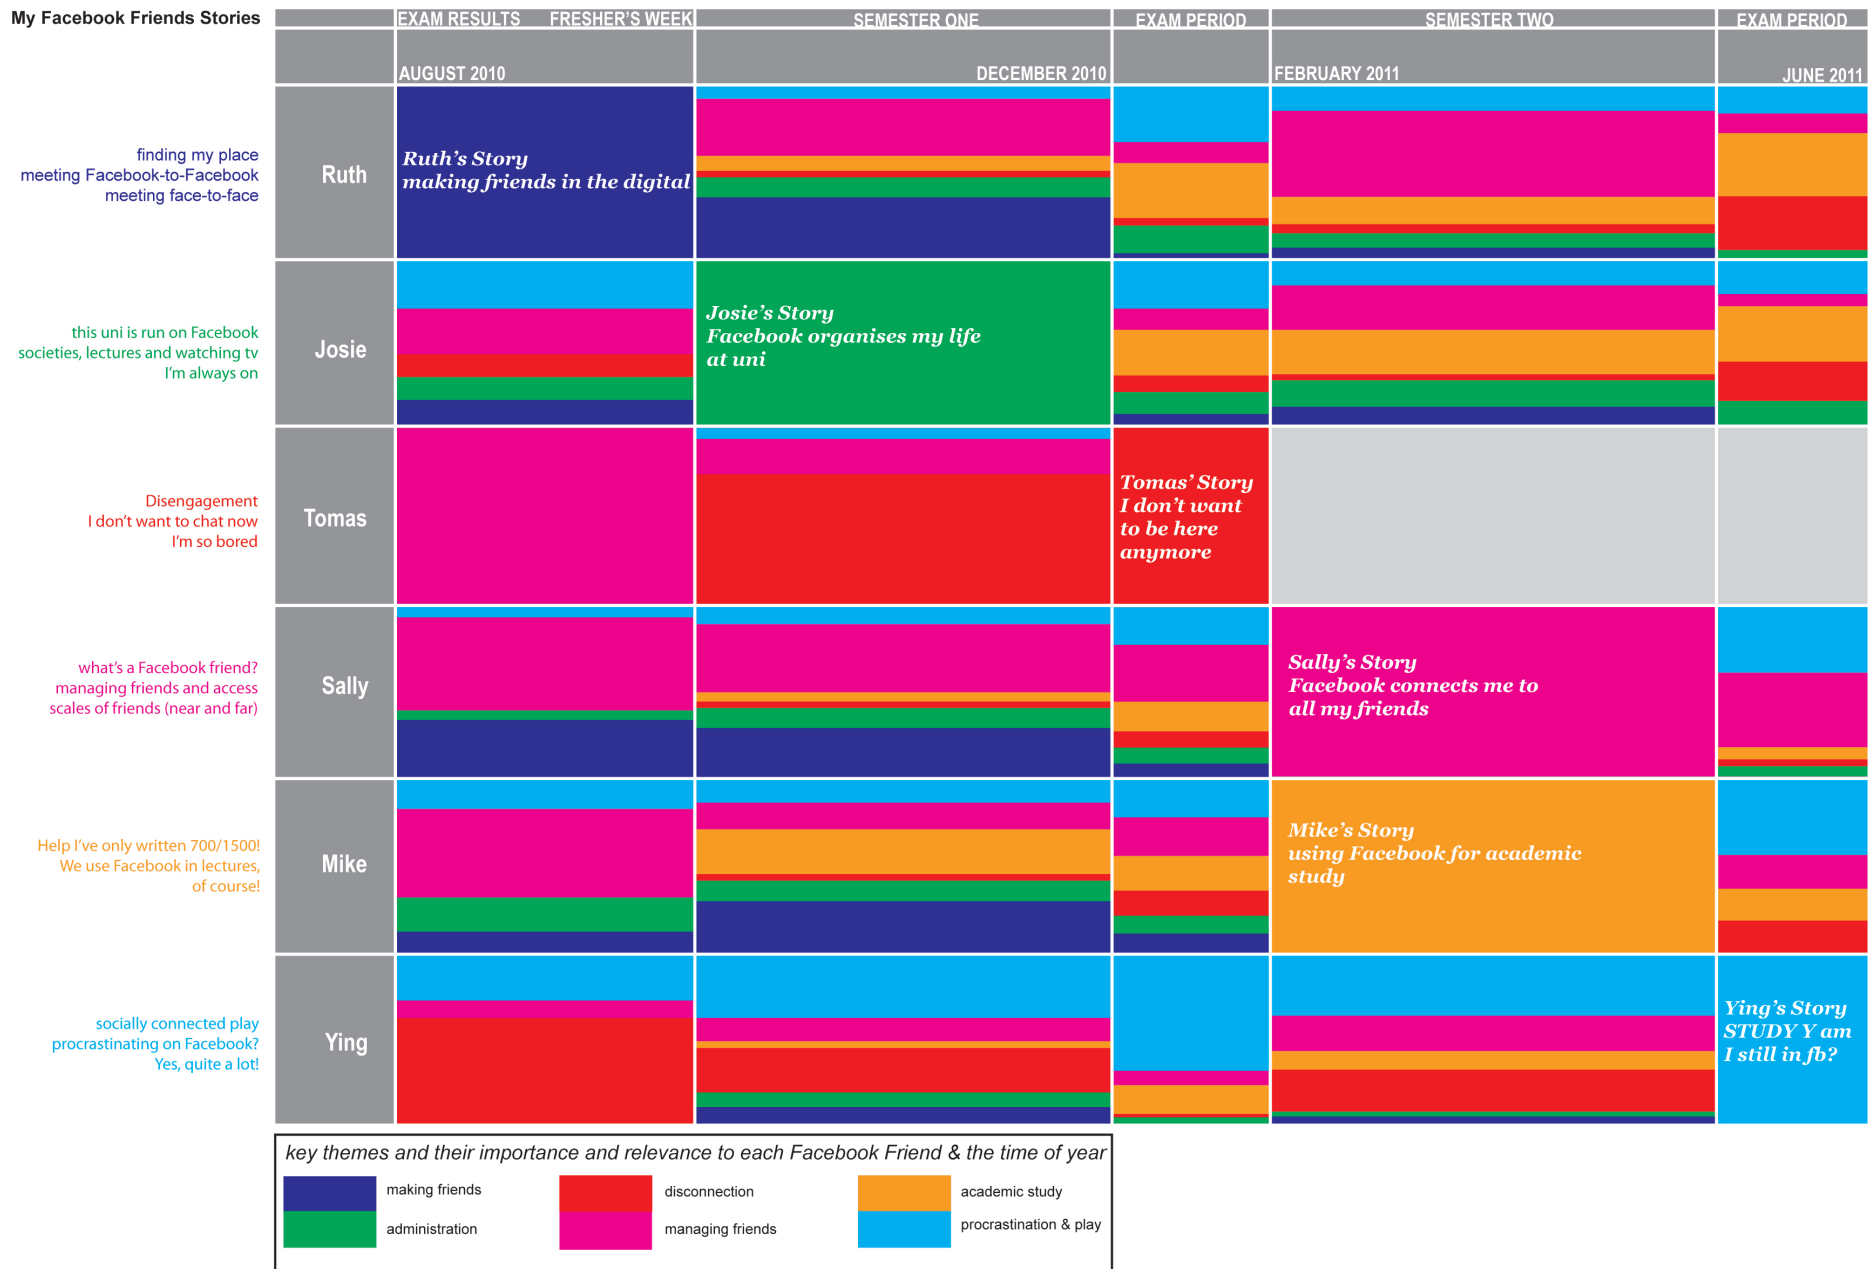 My Facebook Friends Stories
EXAM RESULTS FRESHER'S WEEK SEMESTER ONE EXAM PERIOD SEMESTER TWO EXAM PERIOD
AUGUST 2010 DECEMBER 2010 FEBRUARY 2011 JUNE 2011
finding my place
meeting Facebook-to-Facebook
meeting face-to-face
Ruth
Ruth's Story
making friends in the digital
this uni is run on Facebook
societies, lectures and watching tv
I'm always on
Josie
Josie's Story
Facebook organises my life
at uni
Disengagement
I don't want to chat now
I'm so bored
Tomas
Tomas' Story
I don't want
to be here
anymore
what's a Facebook friend?
managing friends and access
scales of friends (near and far)
Sally
Sally's Story
Facebook connects me to
all my friends
Help I've only written 700/1500!
We use Facebook in lectures,
of course!
Mike
Mike's Story
using Facebook for academic
study
socially connected play
procrastinating on Facebook?
Yes, quite a lot!
Ying
Ying's Story
STUDY Y am
I still in fb?
key themes and their importance and relevance to each Facebook Friend & the time of year
making friends
disconnection
academic study
administration
managing friends
procrastination & play